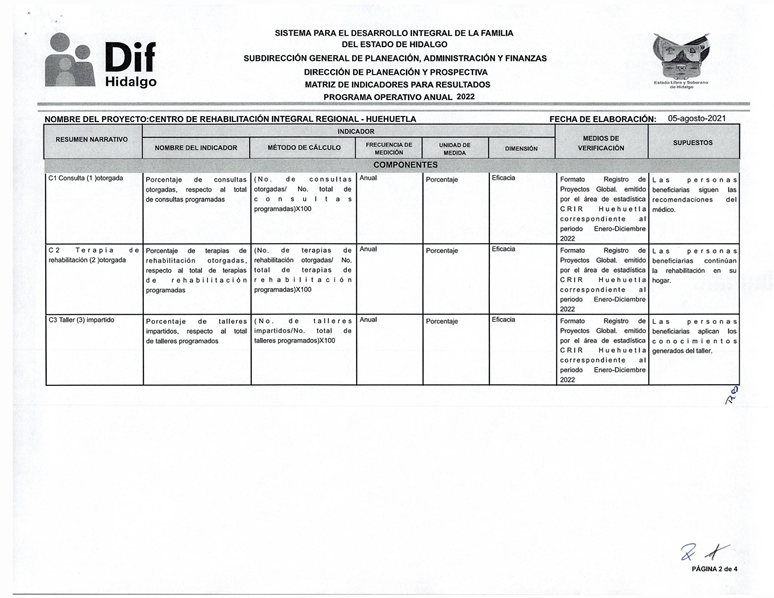 Dif
Hidalgo
SISTEMA PARA EL DESARROLLO INTEGRAL DE LA FAMILIA
DEL ESTADO DE HIDALGO
SUBDIRECCIÓN GENERAL DE PLANEACIÓN, ADMINISTRACIÓN Y FINANZAS
DIRECCIÓN DE PLANEACIÓN Y PROSPECTIVA
MATRIZ DE INDICADORES PARA RESULTADOS
PROGRAMA OPERATIVO ANUAL 2022
Estado Libre y Soberano
de Hidalgo
NOMBRE DEL PROYECTO:CENTRO DE REHABILITACIÓN INTEGRAL REGIONAL - HUEHUETLA
FECHA DE ELABORACIÓN: 05-agosto-2021
RESUMEN NARRATIVO
INDICADOR
NOMBRE DEL INDICADOR
MÉTODO DE CÁLCULO
FRECUENCIA DE
MEDICIÓN
UNIDAD DE
MEDIDA
DIMENSIÓN
MEDIOS DE
VERIFICACIÓN
SUPUESTOS
COMPONENTES
C1 Consulta (1 )otorgada
Porcentaje de consultas
otorgadas, respecto al total
de consultas programadas
(No. de consultas
otorgadas/ No. total de
consultas
programadas)X100
Anual
Porcentaje
Eficacia
Formato Registro de
Proyectos Global. emitido
por el área de estadística
CRIR Huehuetla
correspondiente al
periodo Enero-Diciembre
2022
Las personas
beneficiarias siguen las
recomendaciones del
médico.
C2 Terapia de
rehabilitación (2 )otorgada
Porcentaje de terapias de
rehabilitación otorgadas,
respecto al total de terapias
de rehabilitación
programadas
(No. de terapias de
rehabilitación otorgadas/ No.
total de terapias de
rehabilitación
programadas)X100
Anual
Porcentaje
Eficacia
Formato Registro de
Proyectos Global. emitido
por el área de estadística
CRIR Huehuetla
correspondiente al
periodo Enero-Diciembre
2022
Las personas
beneficiarias continúan
la rehabilitación en su
hogar.
C3 Taller (3) impartido
Porcentaje de talleres
impartidos, respecto al total
de talleres programados
(No. de talleres
impartidos/No. total de
talleres programados)X100
Anual
Porcentaje
Eficacia
Formato Registro de
Proyectos Global. emitido
por el área de estadística
CRIR Huehuetla
correspondiente al
periodo Enero-Diciembre
2022
Las personas
beneficiarias aplican los
conocimientos
generados del taller.
PÁGINA 2 de 4